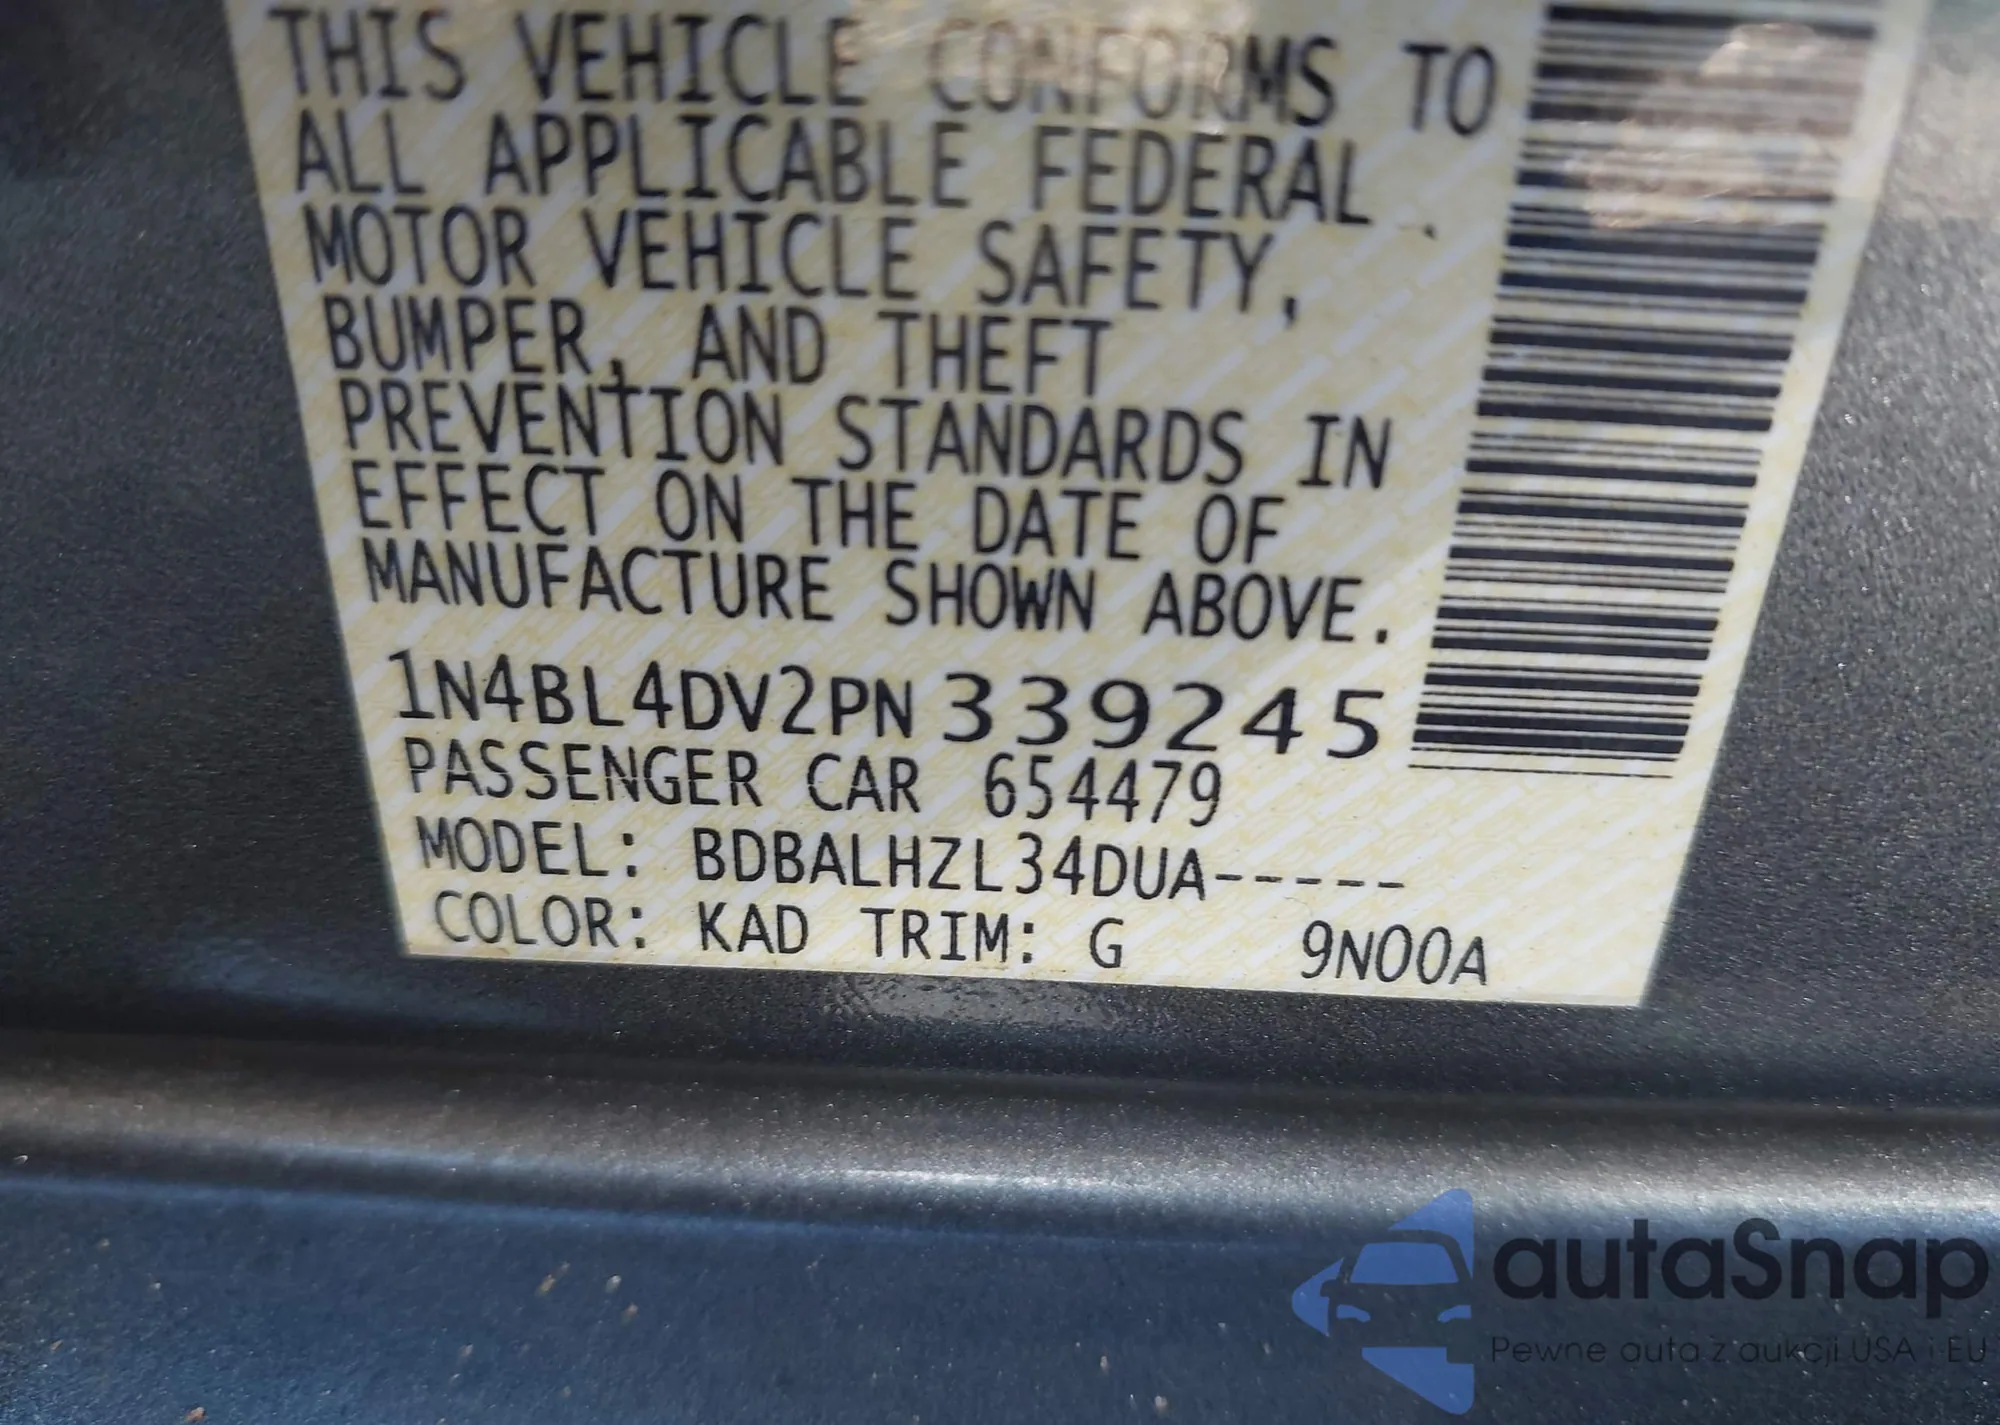 THIS VEHICLE CONFORMS TO
ALL APPLICABLE FEDERAL
MOTOR VEHICLE SAFETY,
BUMPER, AND THEFT
PREVENTION STANDARDS IN
EFFECT ON THE DATE OF
MANUFACTURE SHOWN ABOVE.
1N4BL4DV2PN339245
PASSENGER CAR 654479
MODEL: BDBALHZL34DUA-----
COLOR: KAD TRIM: G 9N00A
autaSnap
Pewne auta z aukcji USA i EU